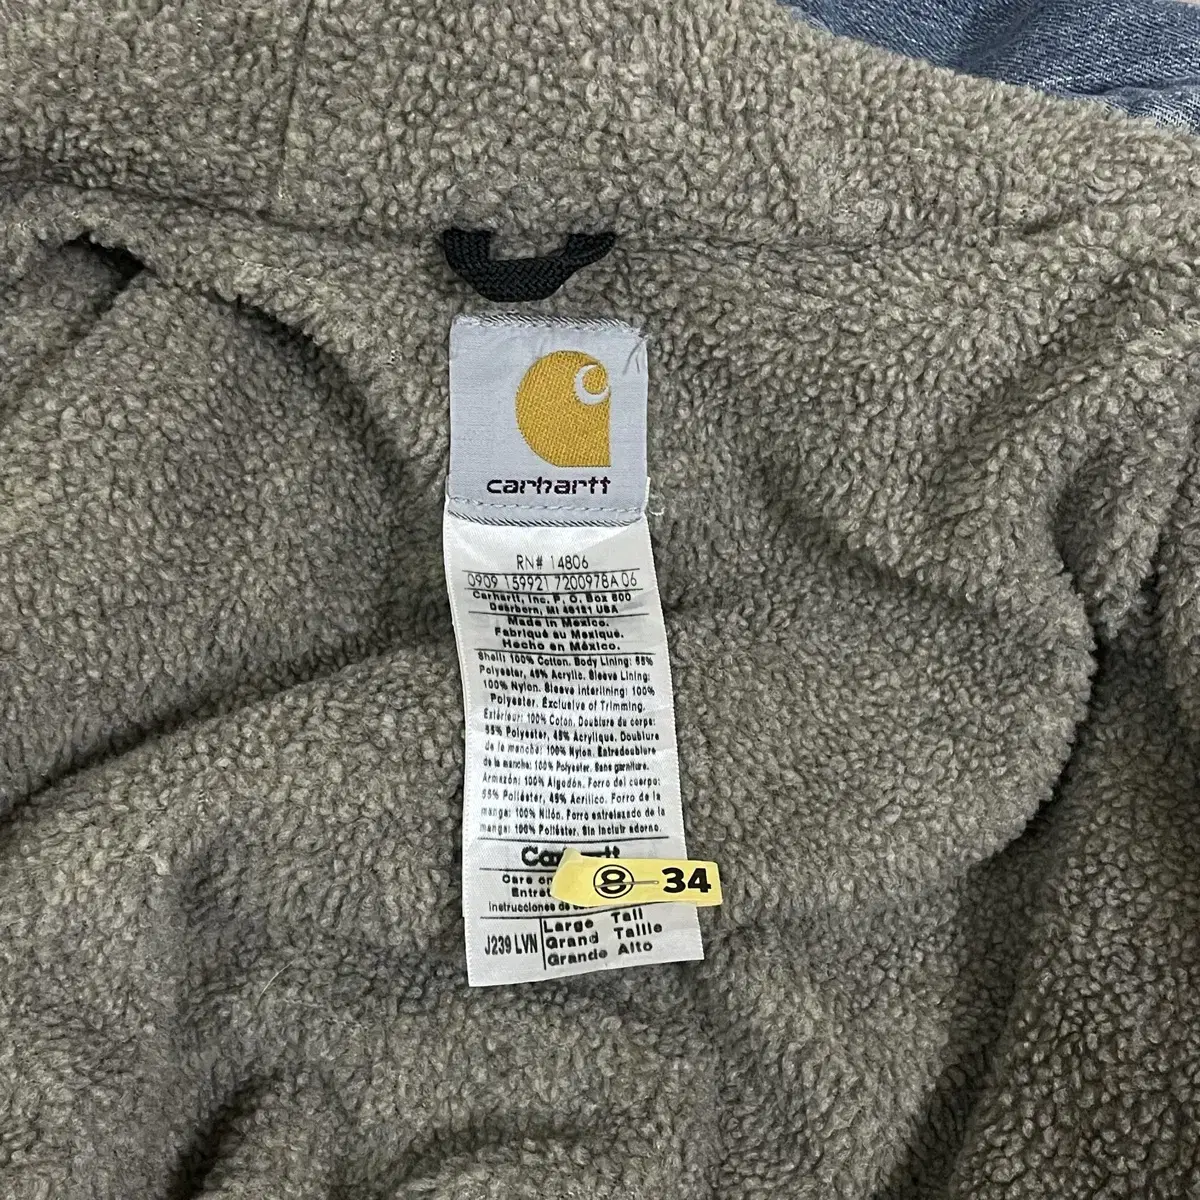 carhartt
RN# 14806
0909 159921 7200978A 06
Carhartt, Inc. P. O. Box 600
Dearborn, MI 48121 USA
Made in Mexico.
Fabriqué au Mexique.
Hecho en México.
Shell: 100% Cotton. Body Lining: 55%
Polyester, 45% Acrylic. Sleeve Lining:
100% Nylon. Sleeve Interlining: 100%
Polyester. Exclusive of Trimming.
Extérieur: 100% Coton. Doublure du corps:
55% Polyester, 45% Acrylique. Doublure
de la manche: 100% Nylon. Entredoublure
de la manche: 100% Polyester. Sans garniture.
Armazón: 100% Algodón. Forro del cuerpo:
55% Poliéster, 45% Acrílico. Forro de la
manga: 100% Nilón. Forro entrelazado de la
manga: 100% Poliéster. Sin incluir adorno.
8 34
Care
Instrucciones
J239 LVN
Large Tall
Grand Taille
Grande Alto